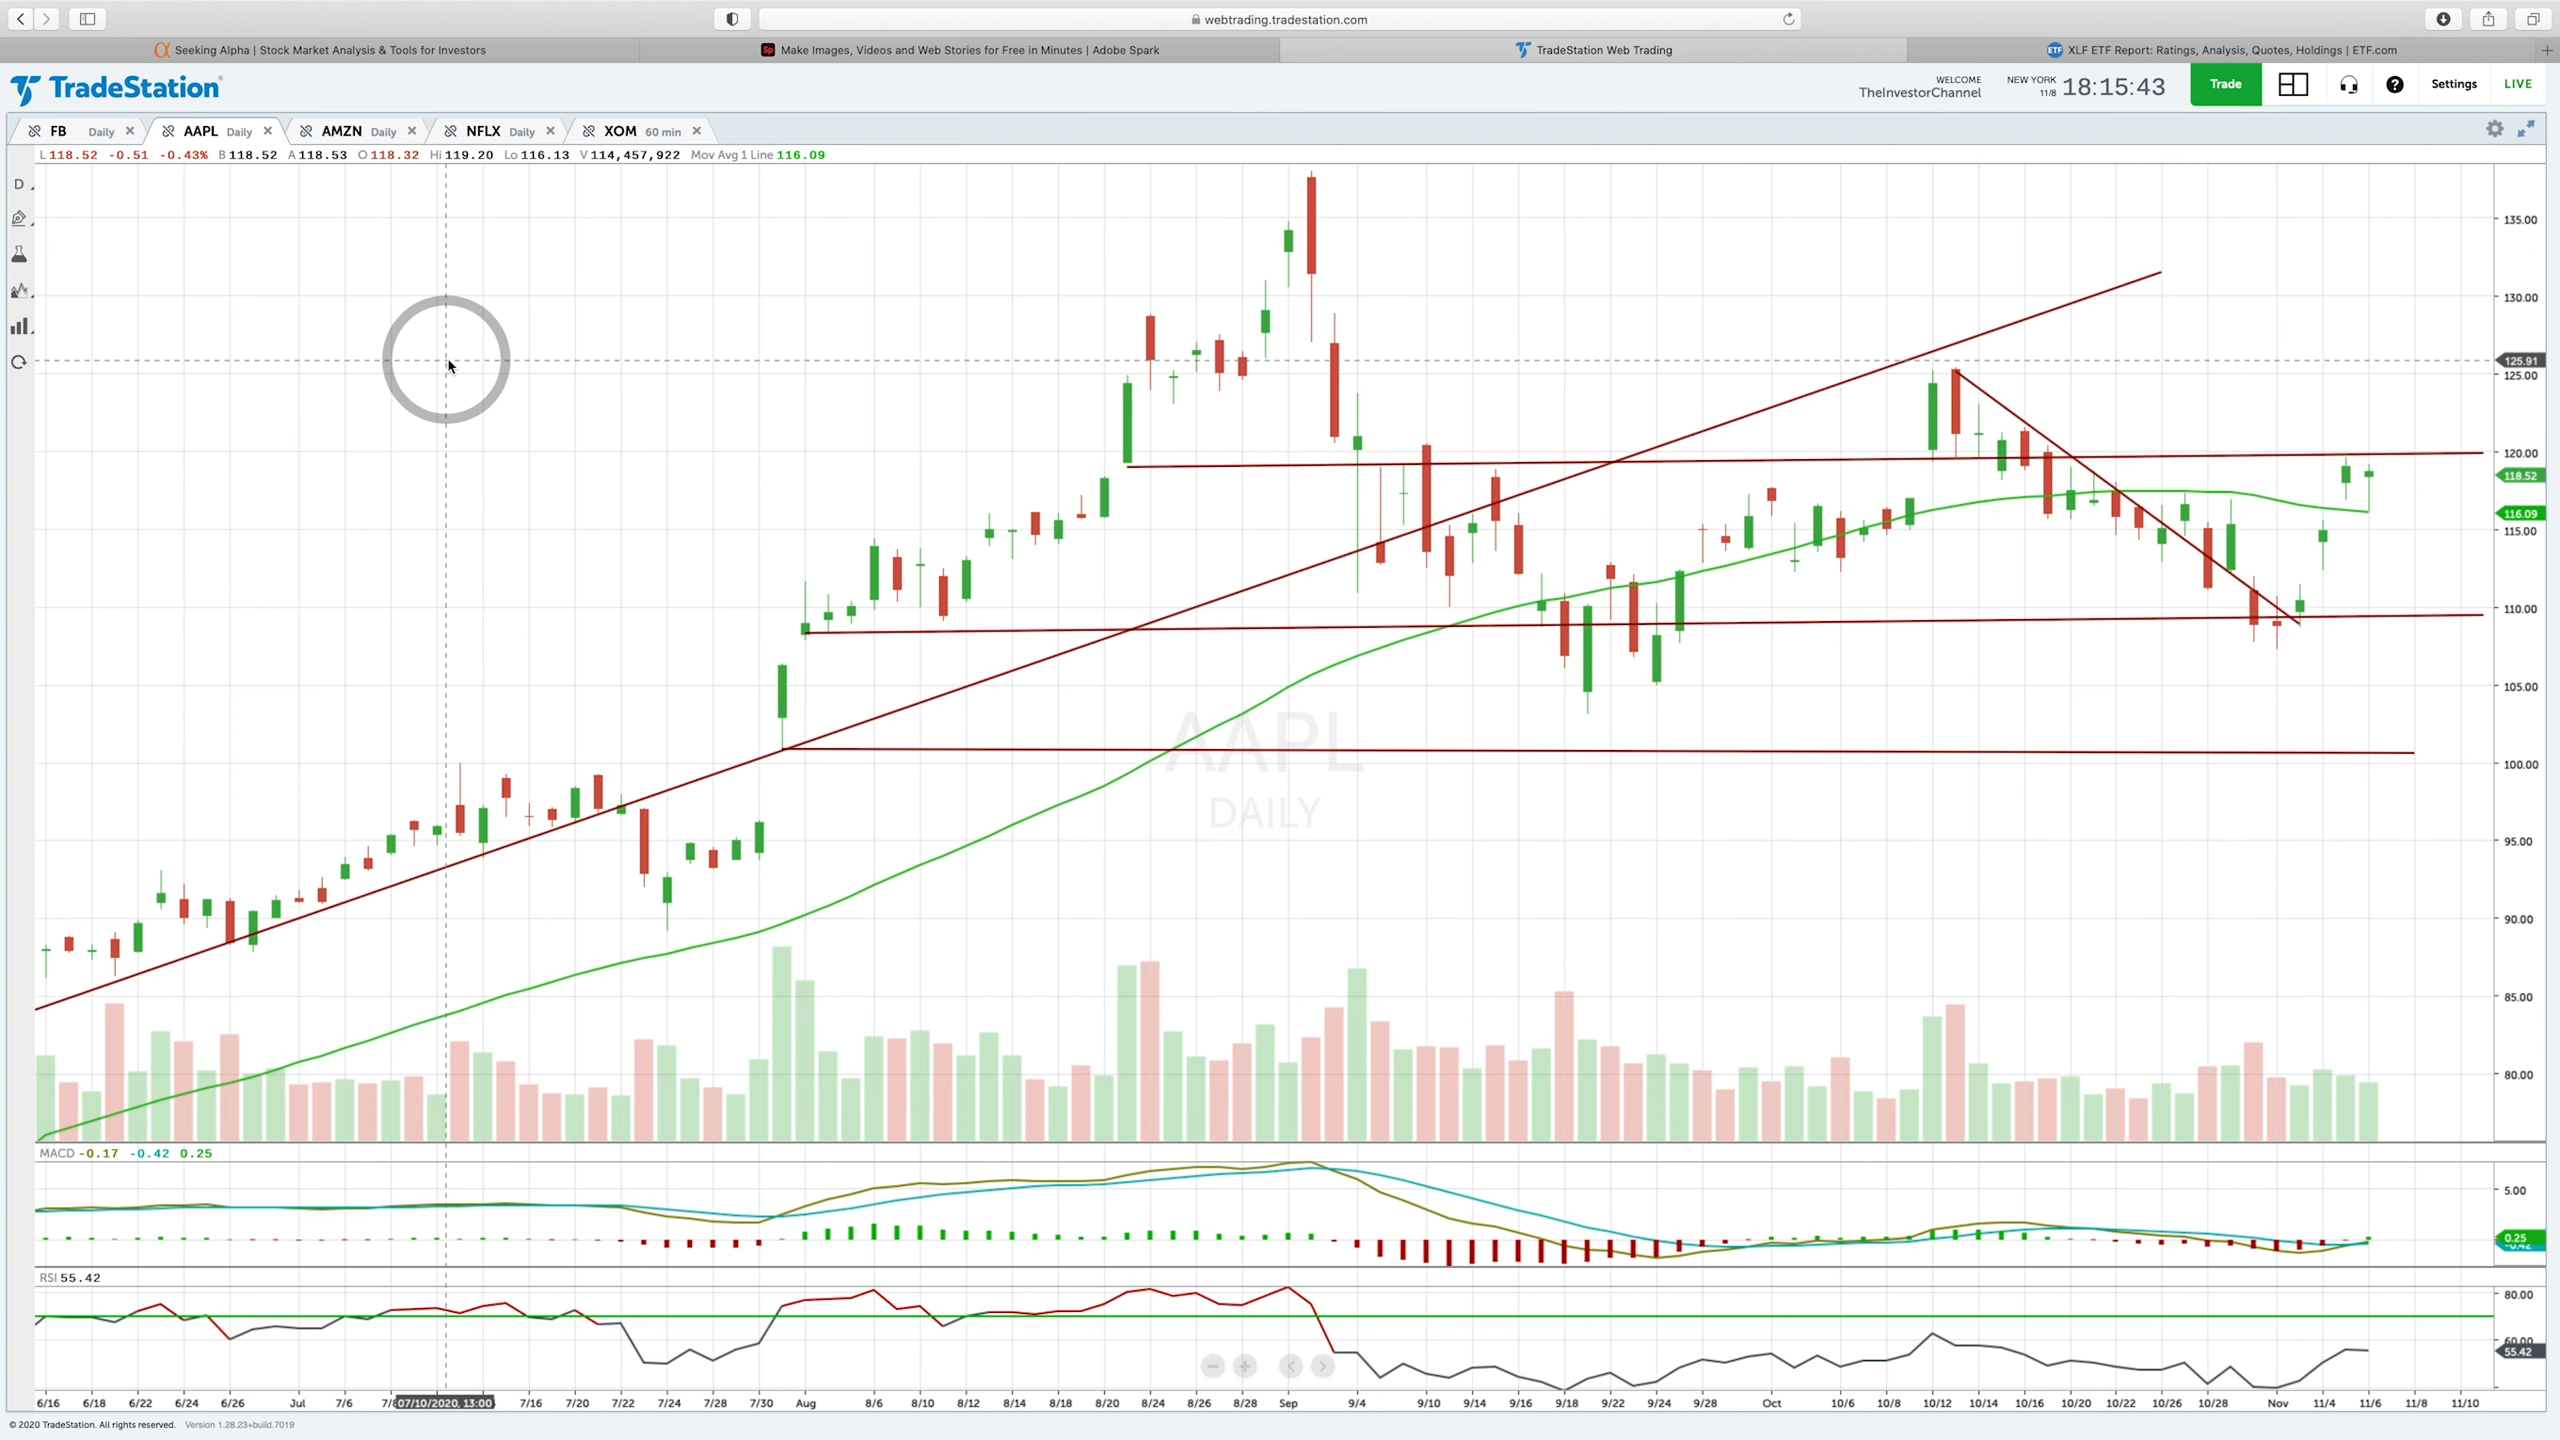 webtrading.tradestation.com
Seeking Alpha | Stock Market Analysis & Tools for Investors
Sp Make Images, Videos and Web Stories for Free in Minutes | Adobe Spark
TradeStation Web Trading
ETF XLF ETF Report: Ratings, Analysis, Quotes, Holdings | ETF.com
TradeStation
WELCOME
TheInvestorChannel
NEW YORK
11/8
18:15:43
Trade
Settings
LIVE
FB Daily
AAPL Daily
AMZN Daily
NFLX Daily
XOM 60 min
L 118.52 -0.51 -0.43% B 118.52 A 118.53 O 118.32 Hi 119.20 Lo 116.13 V 114,457,922 Mov Avg 1 Line 116.09
D
135.00
130.00
125.91
125.00
120.00
118.52
116.09
115.00
110.00
105.00
100.00
95.00
90.00
85.00
80.00
AAPL
DAILY
MACD -0.17 -0.42 0.25
5.00
0.25
-0.42
RSI 55.42
80.00
60.00
55.42
6/16 6/18 6/22 6/24 6/26 Jul 7/6 07/10/2020, 13:00 7/16 7/20 7/22 7/24 7/28 7/30 Aug 8/6 8/10 8/12 8/14 8/18 8/20 8/24 8/26 8/28 Sep 9/4 9/10 9/14 9/16 9/18 9/22 9/24 9/28 Oct 10/6 10/8 10/12 10/14 10/16 10/20 10/22 10/26 10/28 Nov 11/4 11/6 11/8 11/10
© 2020 TradeStation. All rights reserved. Version 1.28.23+build.7019